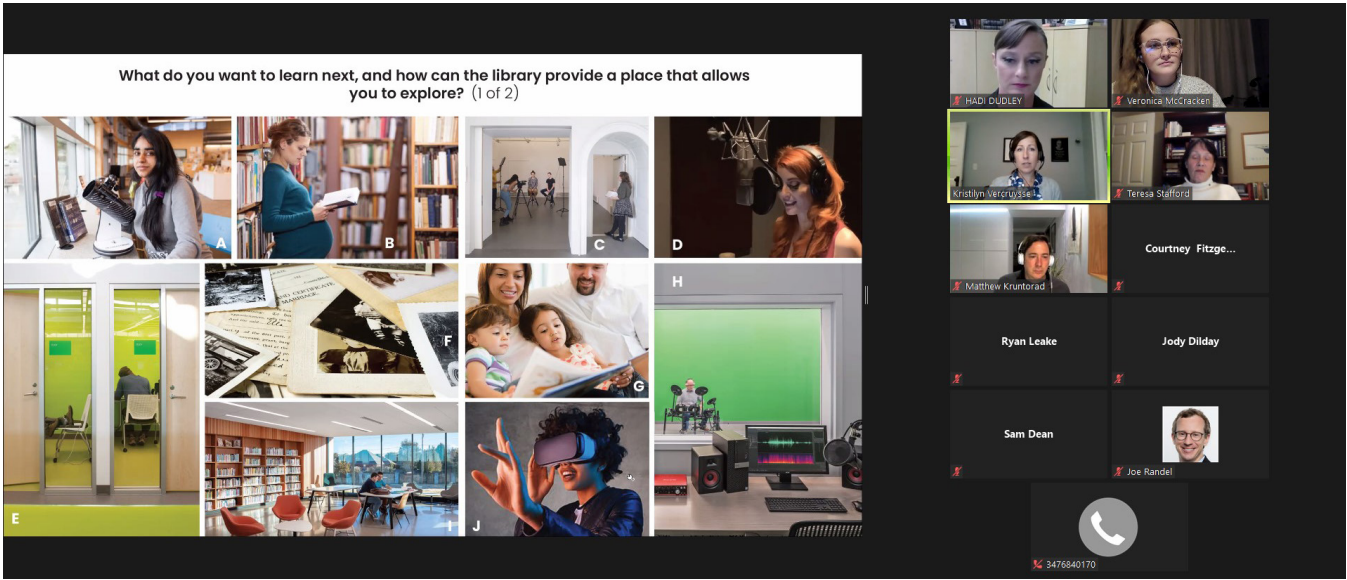 What do you want to learn next, and how can the library provide a place that allows
you to explore? (1 of 2)
A
B
C
D
E
F
G
H
I
J
HADI DUDLEY
Veronica McCracken
Kristilyn Vercruysse
Teresa Stafford
Matthew Kruntorad
Courtney Fitzge...
Ryan Leake
Jody Dilday
Sam Dean
Joe Randel
3476840170